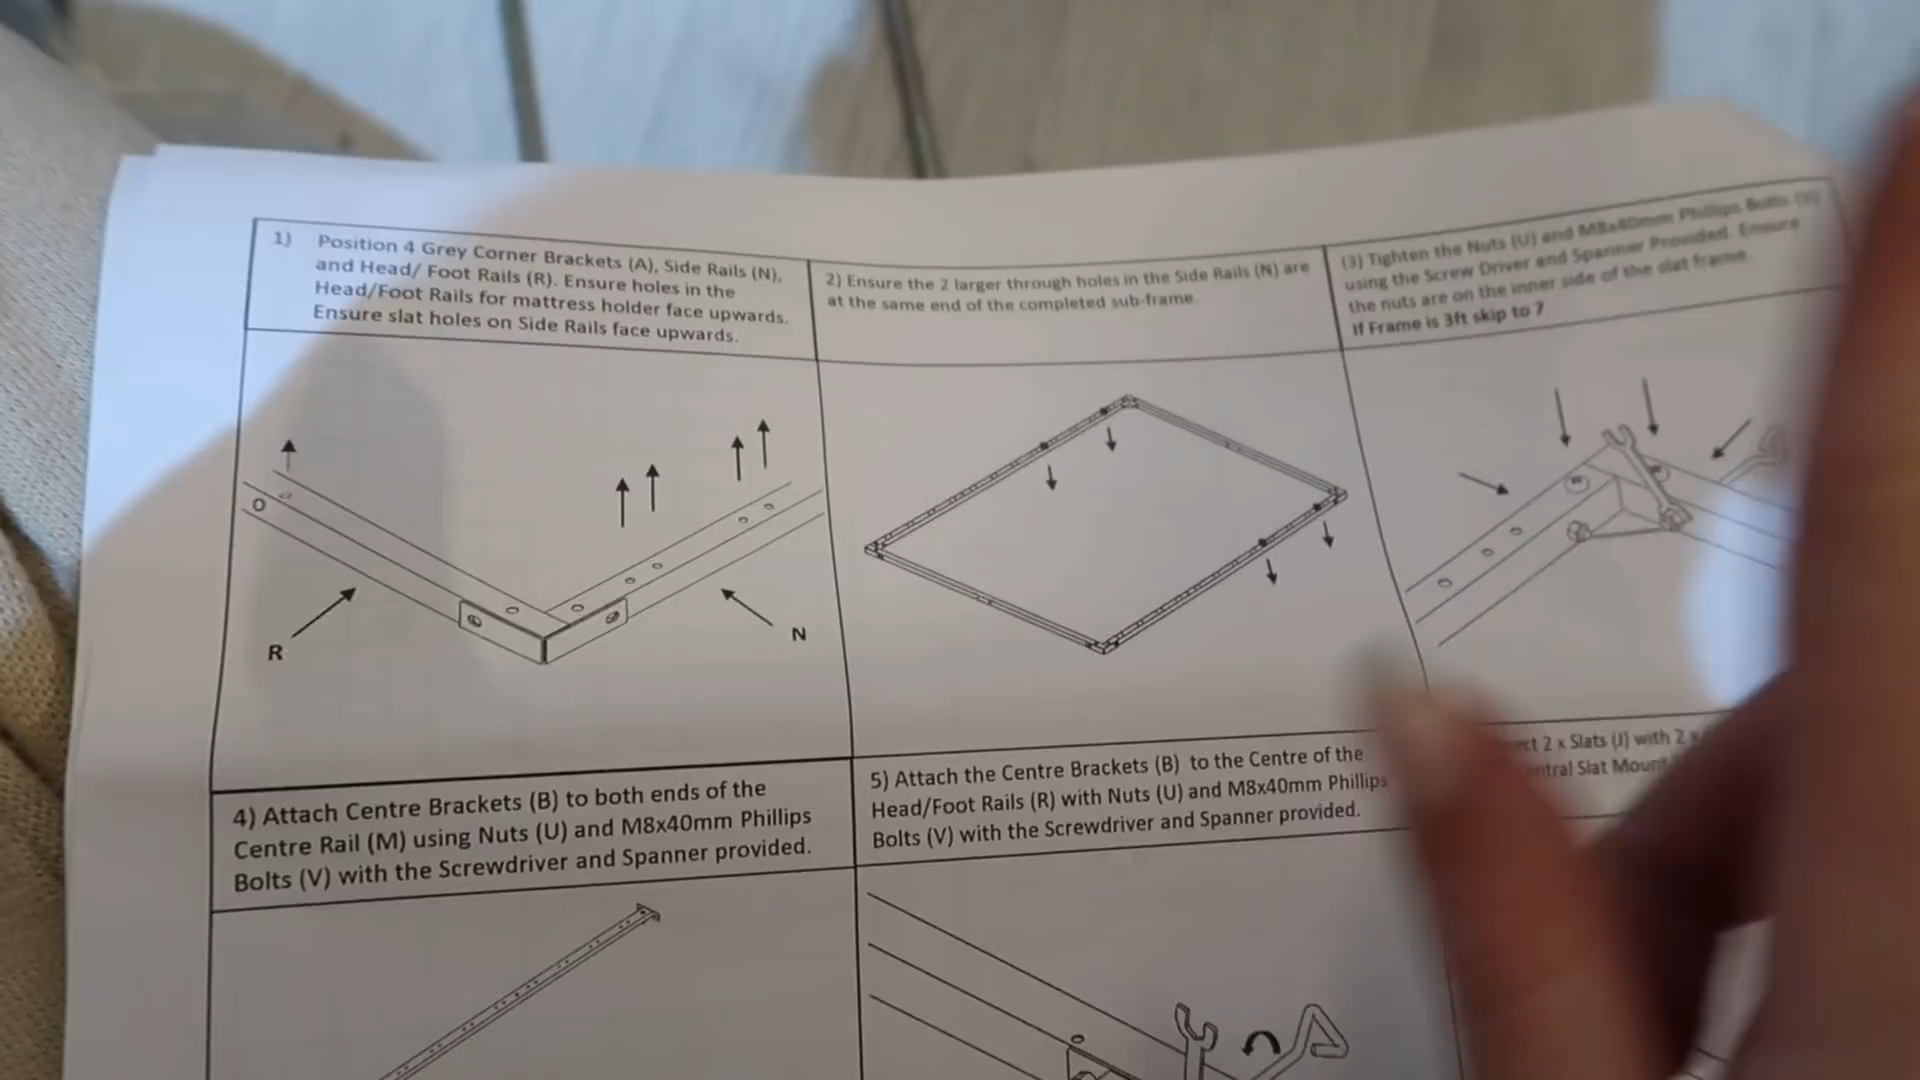 1) Position 4 Grey Corner Brackets (A), Side Rails (N),
and Head/ Foot Rails (R). Ensure holes in the
Head/Foot Rails for mattress holder face upwards.
Ensure slat holes on Side Rails face upwards.
R
N
2) Ensure the 2 larger through holes in the Side Rails (N) are
at the same end of the completed sub-frame.
(3) Tighten the Nuts (U) and M8x40mm Phillips Bolts
using the Screw Driver and Spanner Provided. Ensure
the nuts are on the inner side of the slat frame.
If Frame is 3ft skip to 7
4) Attach Centre Brackets (B) to both ends of the
Centre Rail (M) using Nuts (U) and M8x40mm Phillips
Bolts (V) with the Screwdriver and Spanner provided.
5) Attach the Centre Brackets (B) to the Centre of the
Head/Foot Rails (R) with Nuts (U) and M8x40mm Phillips
Bolts (V) with the Screwdriver and Spanner provided.
2 x Slats (J) with 2 x
Slat Mount